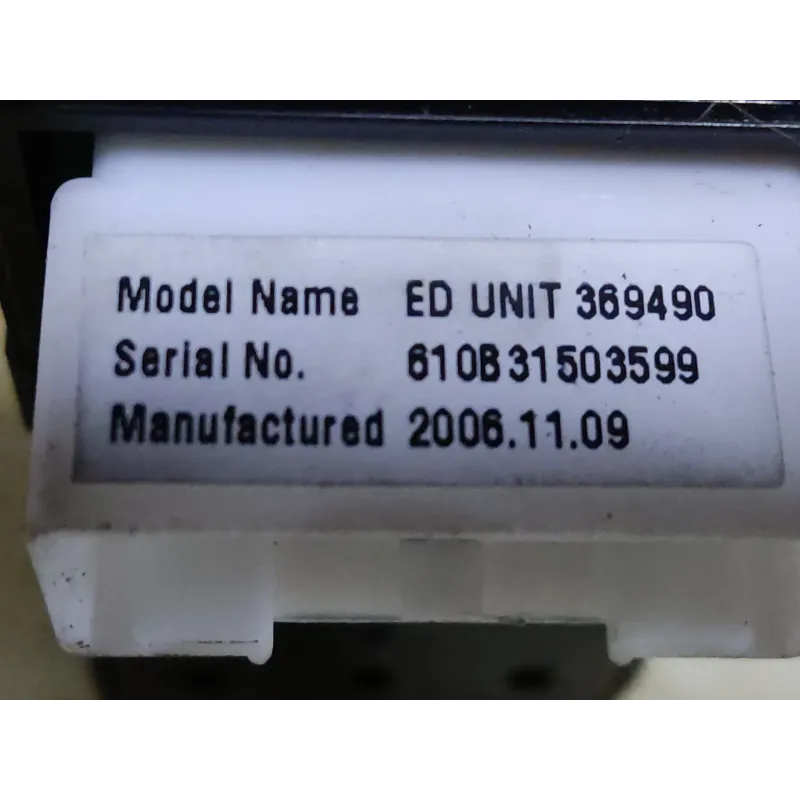 Model Name ED UNIT 369490
Serial No. 610B31503599
Manufactured 2006.11.09